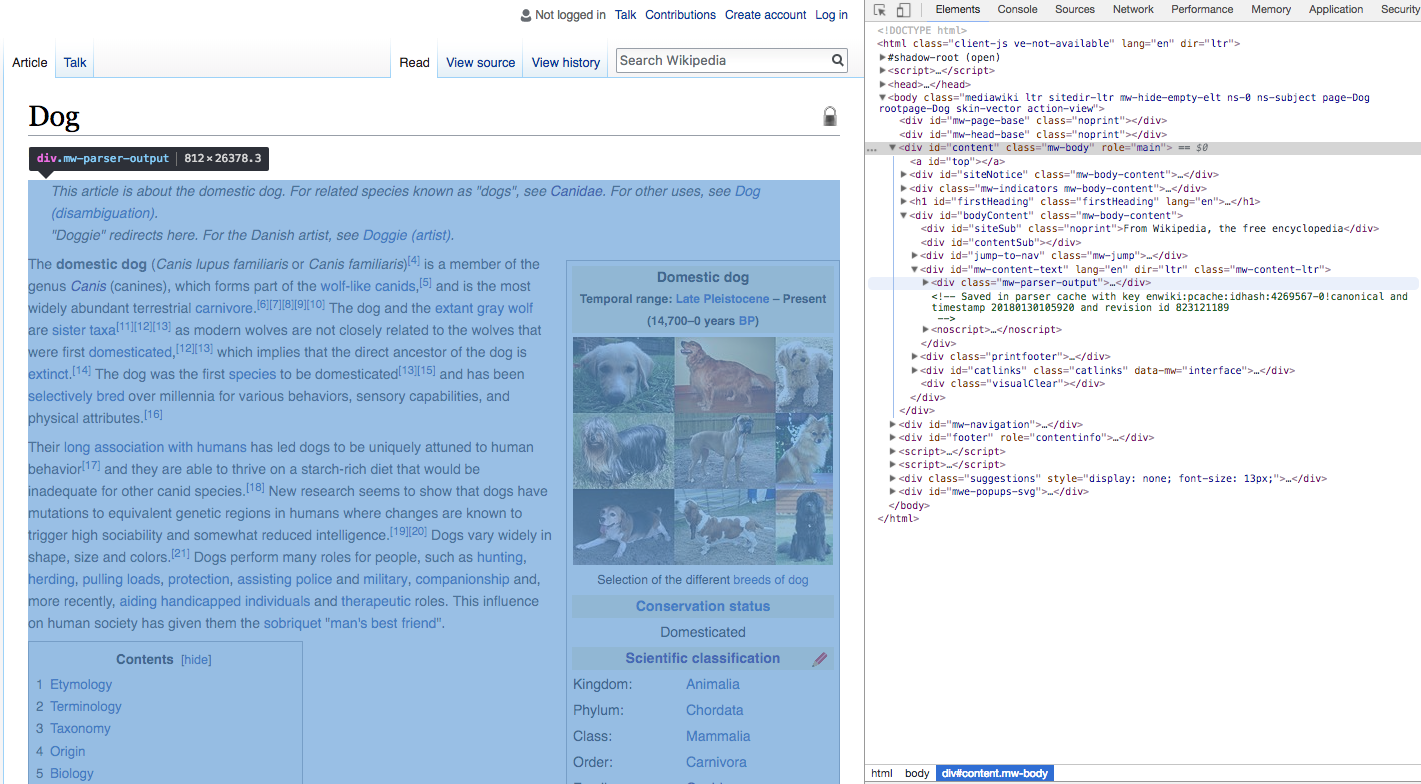 Not logged in Talk Contributions Create account Log in
Article Talk Read View source View history Search Wikipedia
Dog
div.mw-parser-output | 812 × 26378.3
This article is about the domestic dog. For related species known as "dogs", see Canidae. For other uses, see Dog
(disambiguation).
"Doggie" redirects here. For the Danish artist, see Doggie (artist).
The domestic dog (Canis lupus familiaris or Canis familiaris)[4] is a member of the
genus Canis (canines), which forms part of the wolf-like canids,[5] and is the most
widely abundant terrestrial carnivore.[6][7][8][9][10] The dog and the extant gray wolf
are sister taxa[11][12][13] as modern wolves are not closely related to the wolves that
were first domesticated,[12][13] which implies that the direct ancestor of the dog is
extinct.[14] The dog was the first species to be domesticated[13][15] and has been
selectively bred over millennia for various behaviors, sensory capabilities, and
physical attributes.[16]
Their long association with humans has led dogs to be uniquely attuned to human
behavior[17] and they are able to thrive on a starch-rich diet that would be
inadequate for other canid species.[18] New research seems to show that dogs have
mutations to equivalent genetic regions in humans where changes are known to
trigger high sociability and somewhat reduced intelligence.[19][20] Dogs vary widely in
shape, size and colors.[21] Dogs perform many roles for people, such as hunting,
herding, pulling loads, protection, assisting police and military, companionship and,
more recently, aiding handicapped individuals and therapeutic roles. This influence
on human society has given them the sobriquet "man's best friend".
Contents [hide]
1 Etymology
2 Terminology
3 Taxonomy
4 Origin
5 Biology
Domestic dog
Temporal range: Late Pleistocene – Present
(14,700–0 years BP)
Selection of the different breeds of dog
Conservation status
Domesticated
Scientific classification
Kingdom: Animalia
Phylum: Chordata
Class: Mammalia
Order: Carnivora
Elements Console Sources Network Performance Memory Application Security
<!DOCTYPE html>
<html class="client-js ve-not-available" lang="en" dir="ltr">
▶#shadow-root (open)
▶<script>…</script>
▶<head>…</head>
▼<body class="mediawiki ltr sitedir-ltr mw-hide-empty-elt ns-0 ns-subject page-Dog
rootpage-Dog skin-vector action-view">
<div id="mw-page-base" class="noprint"></div>
<div id="mw-head-base" class="noprint"></div>
… ▼<div id="content" class="mw-body" role="main"> == $0
<a id="top"></a>
▶<div id="siteNotice" class="mw-body-content">…</div>
▶<div class="mw-indicators mw-body-content">…</div>
▶<h1 id="firstHeading" class="firstHeading" lang="en">…</h1>
▼<div id="bodyContent" class="mw-body-content">
<div id="siteSub" class="noprint">From Wikipedia, the free encyclopedia</div>
<div id="contentSub"></div>
▶<div id="jump-to-nav" class="mw-jump">…</div>
▼<div id="mw-content-text" lang="en" dir="ltr" class="mw-content-ltr">
▶<div class="mw-parser-output">…</div>
<!-- Saved in parser cache with key enwiki:pcache:idhash:4269567-0!canonical and
timestamp 20180130105920 and revision id 823121189
-->
▶<noscript>…</noscript>
</div>
▶<div class="printfooter">…</div>
▶<div id="catlinks" class="catlinks" data-mw="interface">…</div>
<div class="visualClear"></div>
</div>
</div>
▶<div id="mw-navigation">…</div>
▶<div id="footer" role="contentinfo">…</div>
▶<script>…</script>
▶<script>…</script>
▶<div class="suggestions" style="display: none; font-size: 13px;">…</div>
▶<div id="mwe-popups-svg">…</div>
</body>
</html>
html body div#content.mw-body